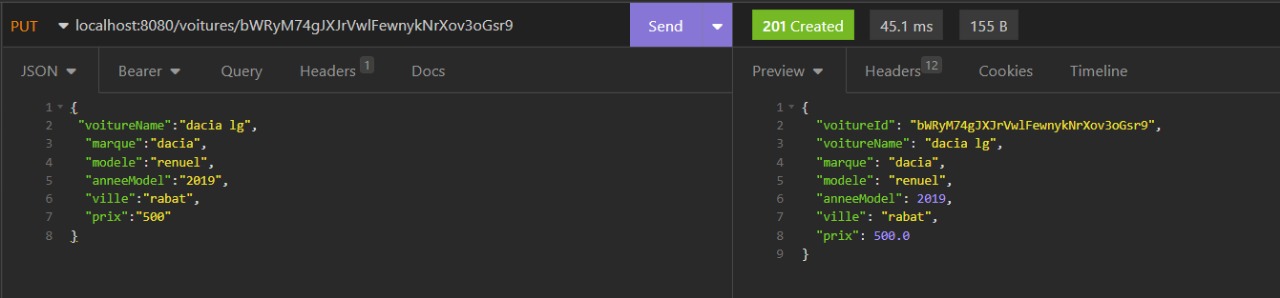 PUT localhost:8080/voitures/bWRyM74gJXJrVwlFewnykNrXov3oGsr9 Send 201 Created 45.1 ms 155 B
JSON Bearer Query Headers 1 Docs
Preview Headers 12 Cookies Timeline
1 {
2 "voitureName":"dacia lg",
3 "marque":"dacia",
4 "modele":"renuel",
5 "anneeModel":"2019",
6 "ville":"rabat",
7 "prix":"500"
8 }
1 {
2 "voitureId": "bWRyM74gJXJrVwlFewnykNrXov3oGsr9",
3 "voitureName": "dacia lg",
4 "marque": "dacia",
5 "modele": "renuel",
6 "anneeModel": 2019,
7 "ville": "rabat",
8 "prix": 500.0
9 }